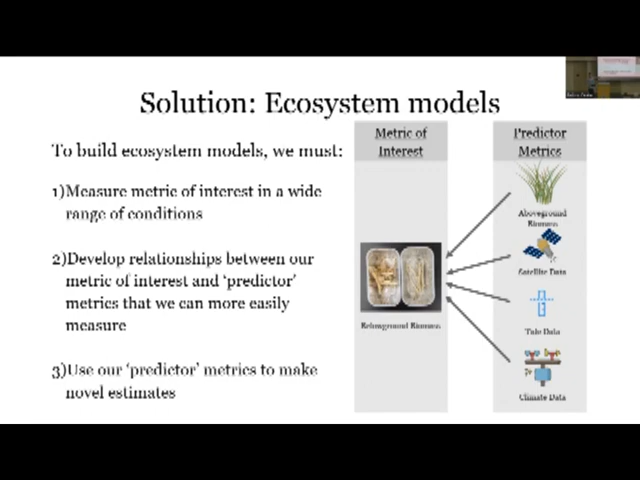 Solution: Ecosystem models
To build ecosystem models, we must:
1)Measure metric of interest in a wide
range of conditions
2)Develop relationships between our
metric of interest and 'predictor'
metrics that we can more easily
measure
3)Use our 'predictor' metrics to make
novel estimates
Metric of
Interest
Belowground Biomass
Predictor
Metrics
Aboveground
Biomass
Satellite Data
Tide Data
Climate Data